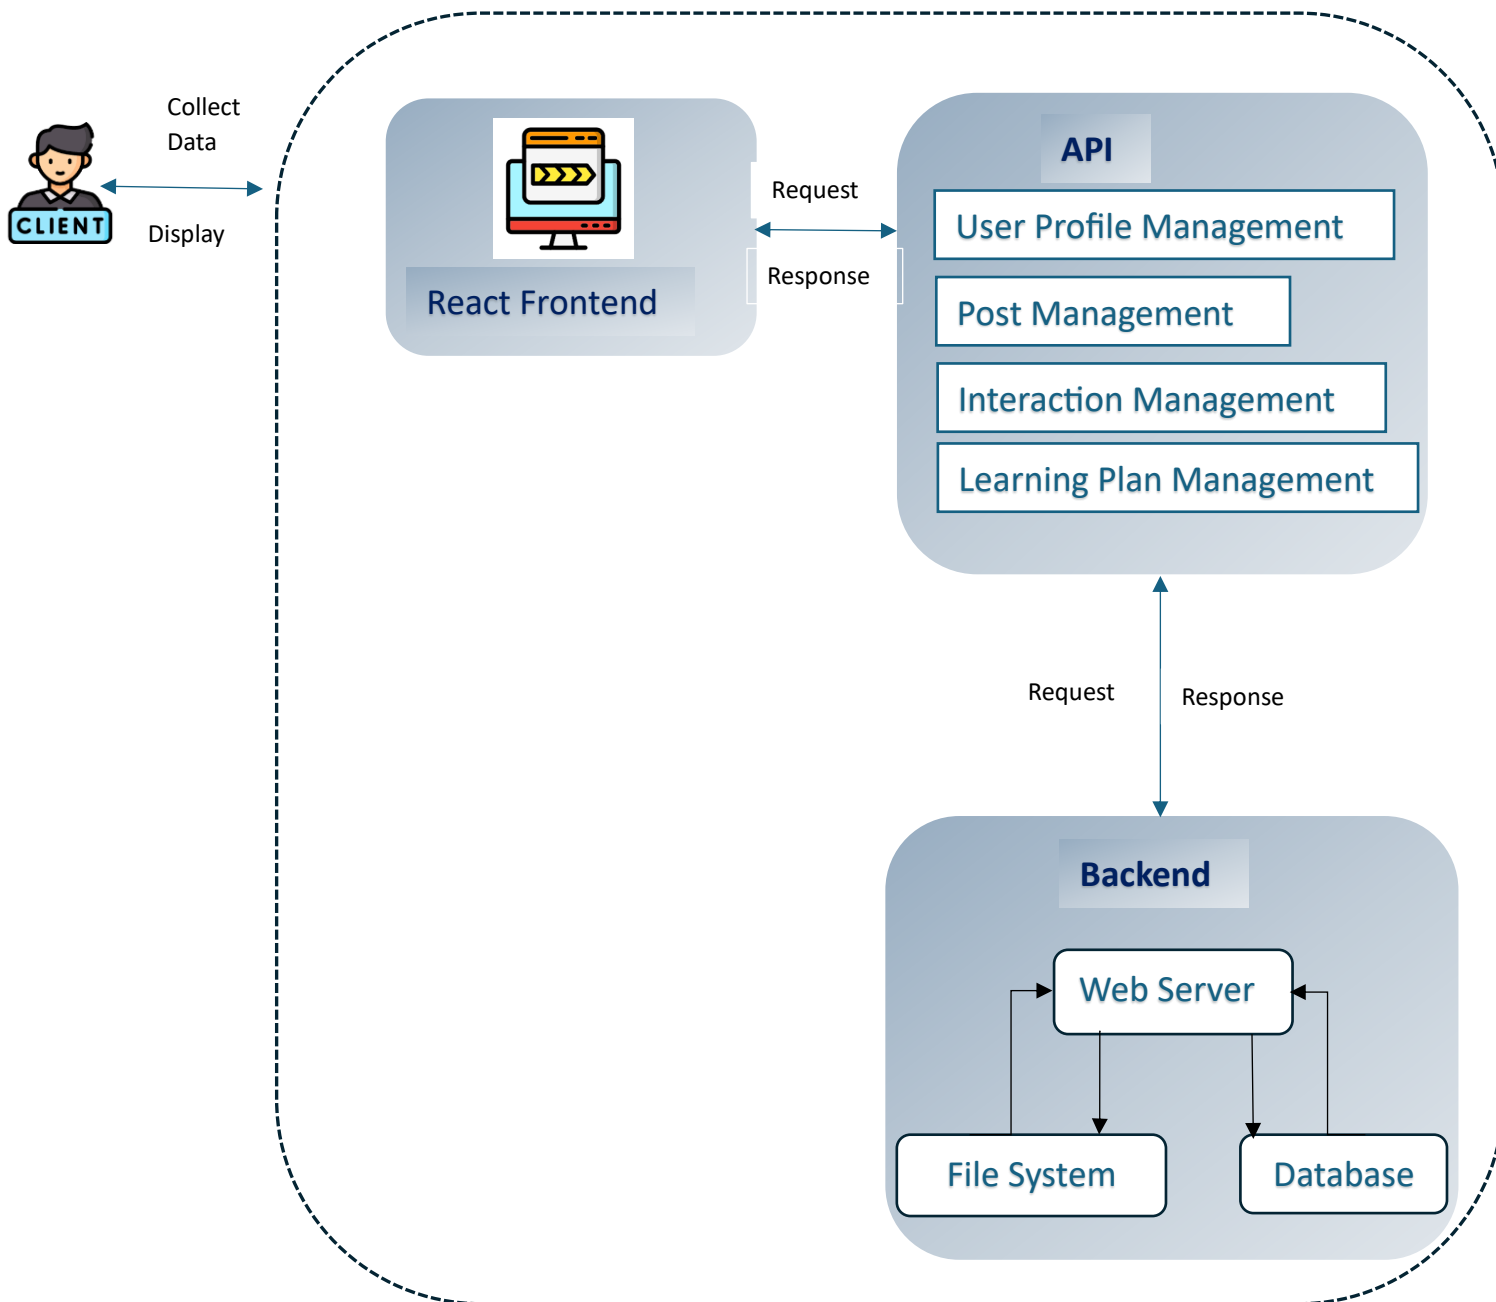 Collect
Data
CLIENT
Display
React Frontend
Request
Response
API
User Profile Management
Post Management
Interaction Management
Learning Plan Management
Request
Response
Backend
Web Server
File System
Database